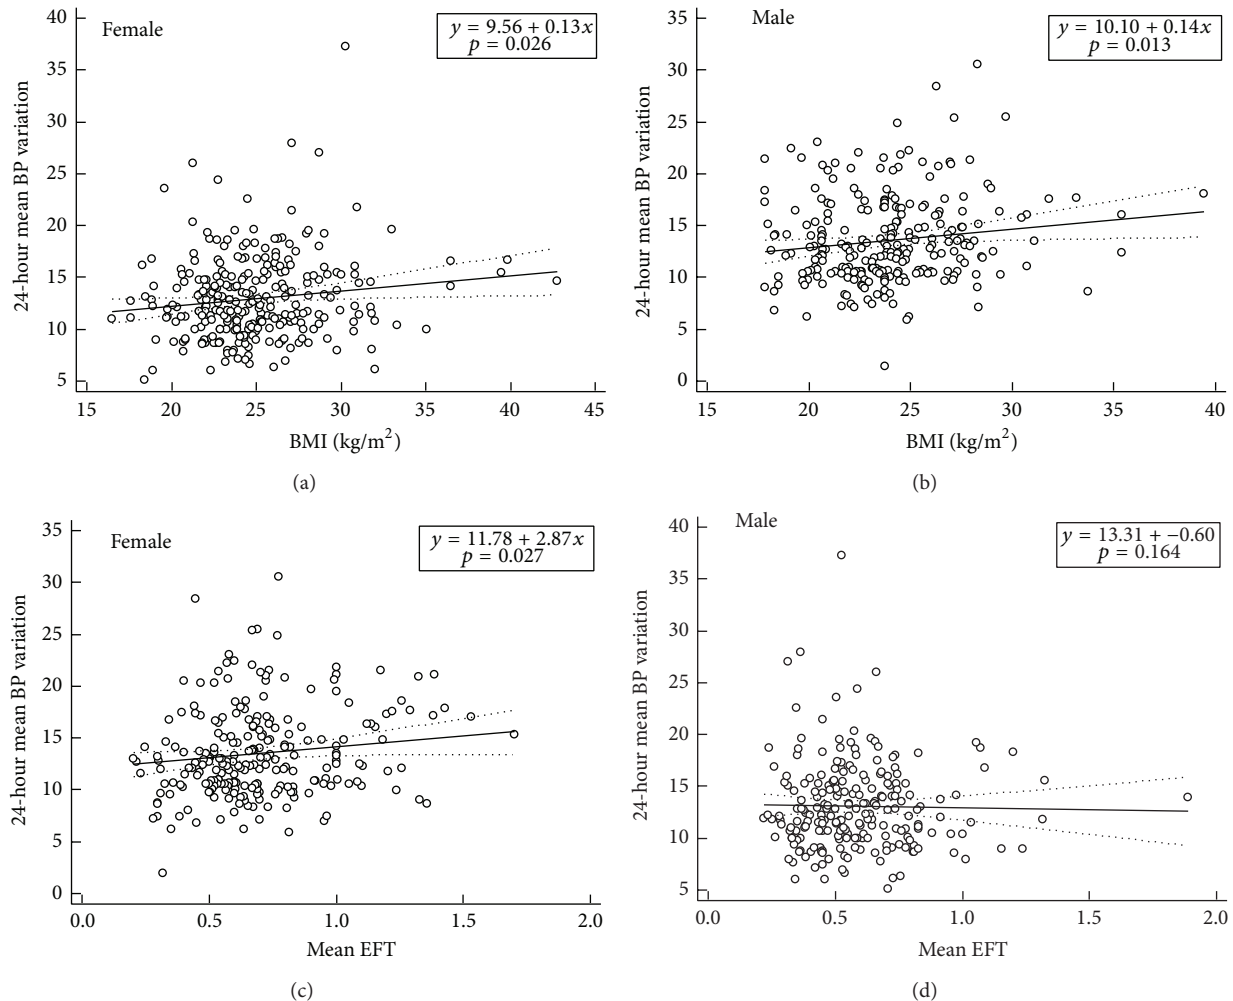 Female
y = 9.56 + 0.13x
p = 0.026
40
35
30
25
20
15
10
5
24-hour mean BP variation
15 20 25 30 35 40 45
BMI (kg/m²)
(a)
Male
y = 10.10 + 0.14x
p = 0.013
35
30
25
20
15
10
5
0
24-hour mean BP variation
15 20 25 30 35 40
BMI (kg/m²)
(b)
Female
y = 11.78 + 2.87x
p = 0.027
35
30
25
20
15
10
5
0
24-hour mean BP variation
0.0 0.5 1.0 1.5 2.0
Mean EFT
(c)
Male
y = 13.31 + −0.60
p = 0.164
40
35
30
25
20
15
10
5
24-hour mean BP variation
0.0 0.5 1.0 1.5 2.0
Mean EFT
(d)